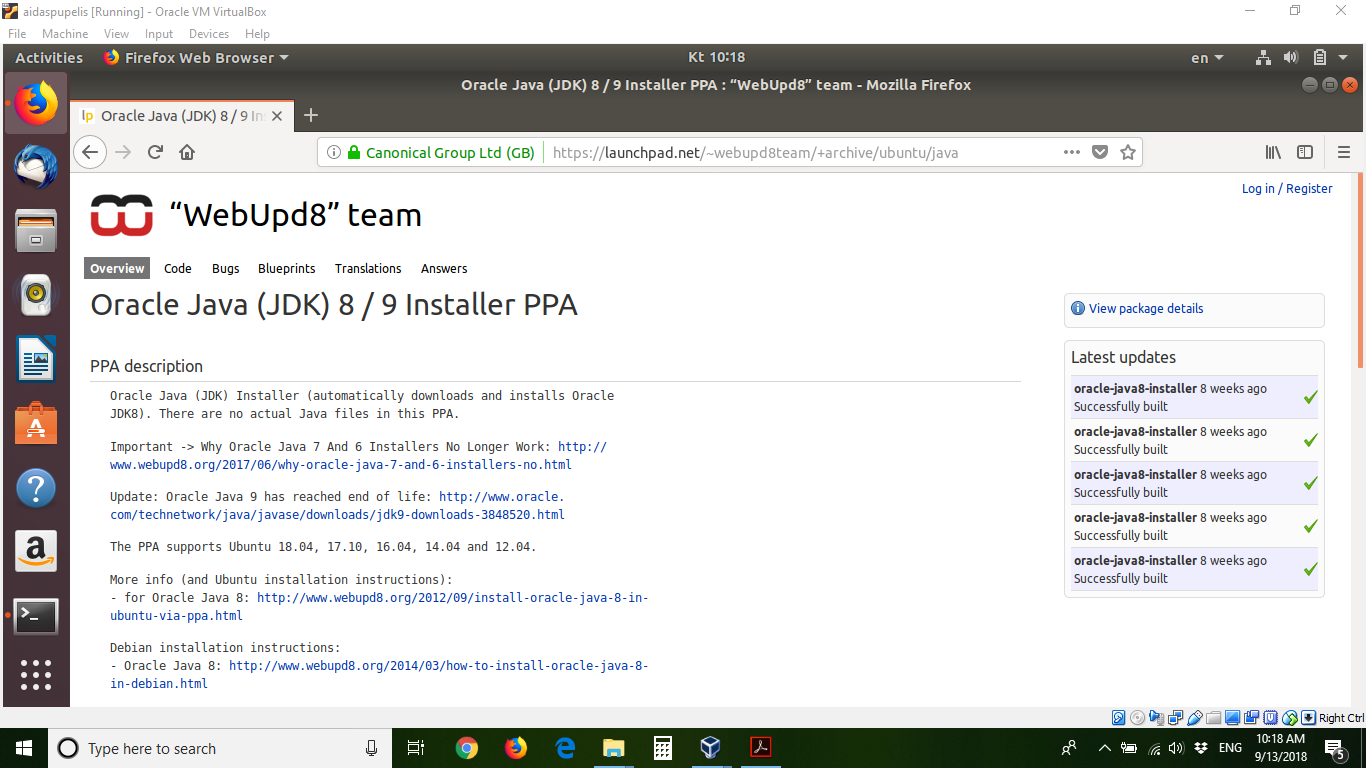 aidaspupelis [Running] - Oracle VM VirtualBox
File Machine View Input Devices Help
Activities Firefox Web Browser Kt 10:18 en
Oracle Java (JDK) 8 / 9 Installer PPA : “WebUpd8” team - Mozilla Firefox
lp Oracle Java (JDK) 8 / 9 In
Canonical Group Ltd (GB) https://launchpad.net/~webupd8team/+archive/ubuntu/java
Log in / Register
“WebUpd8” team
Overview Code Bugs Blueprints Translations Answers
Oracle Java (JDK) 8 / 9 Installer PPA
PPA description
Oracle Java (JDK) Installer (automatically downloads and installs Oracle
JDK8). There are no actual Java files in this PPA.
Important -> Why Oracle Java 7 And 6 Installers No Longer Work: http://
www.webupd8.org/2017/06/why-oracle-java-7-and-6-installers-no.html
Update: Oracle Java 9 has reached end of life: http://www.oracle.
com/technetwork/java/javase/downloads/jdk9-downloads-3848520.html
The PPA supports Ubuntu 18.04, 17.10, 16.04, 14.04 and 12.04.
More info (and Ubuntu installation instructions):
- for Oracle Java 8: http://www.webupd8.org/2012/09/install-oracle-java-8-in-
ubuntu-via-ppa.html
Debian installation instructions:
- Oracle Java 8: http://www.webupd8.org/2014/03/how-to-install-oracle-java-8-
in-debian.html
View package details
Latest updates
oracle-java8-installer 8 weeks ago
Successfully built
oracle-java8-installer 8 weeks ago
Successfully built
oracle-java8-installer 8 weeks ago
Successfully built
oracle-java8-installer 8 weeks ago
Successfully built
oracle-java8-installer 8 weeks ago
Successfully built
Right Ctrl
Type here to search
ENG
10:18 AM
9/13/2018
5